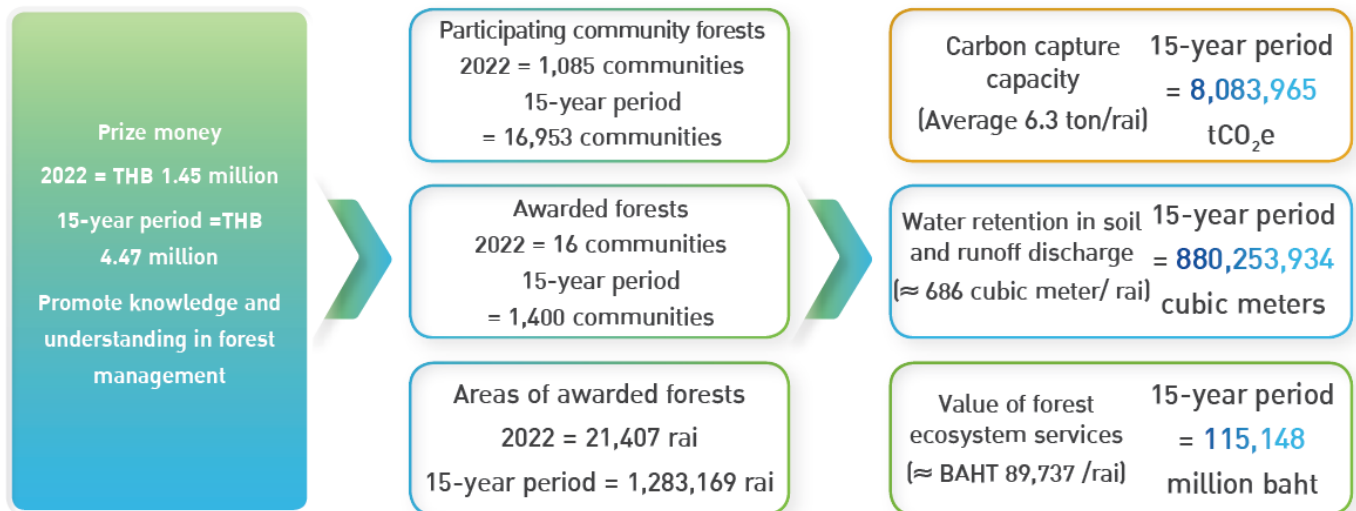 Prize money
2022 = THB 1.45 million
15-year period =THB
4.47 million
Promote knowledge and
understanding in forest
management
Participating community forests
2022 = 1,085 communities
15-year period
= 16,953 communities
Awarded forests
2022 = 16 communities
15-year period
= 1,400 communities
Areas of awarded forests
2022 = 21,407 rai
15-year period = 1,283,169 rai
Carbon capture
capacity
(Average 6.3 ton/rai)
15-year period
= 8,083,965
tCO₂e
Water retention in soil
and runoff discharge
(≈ 686 cubic meter/ rai)
15-year period
= 880,253,934
cubic meters
Value of forest
ecosystem services
(≈ BAHT 89,737 /rai)
15-year period
= 115,148
million baht